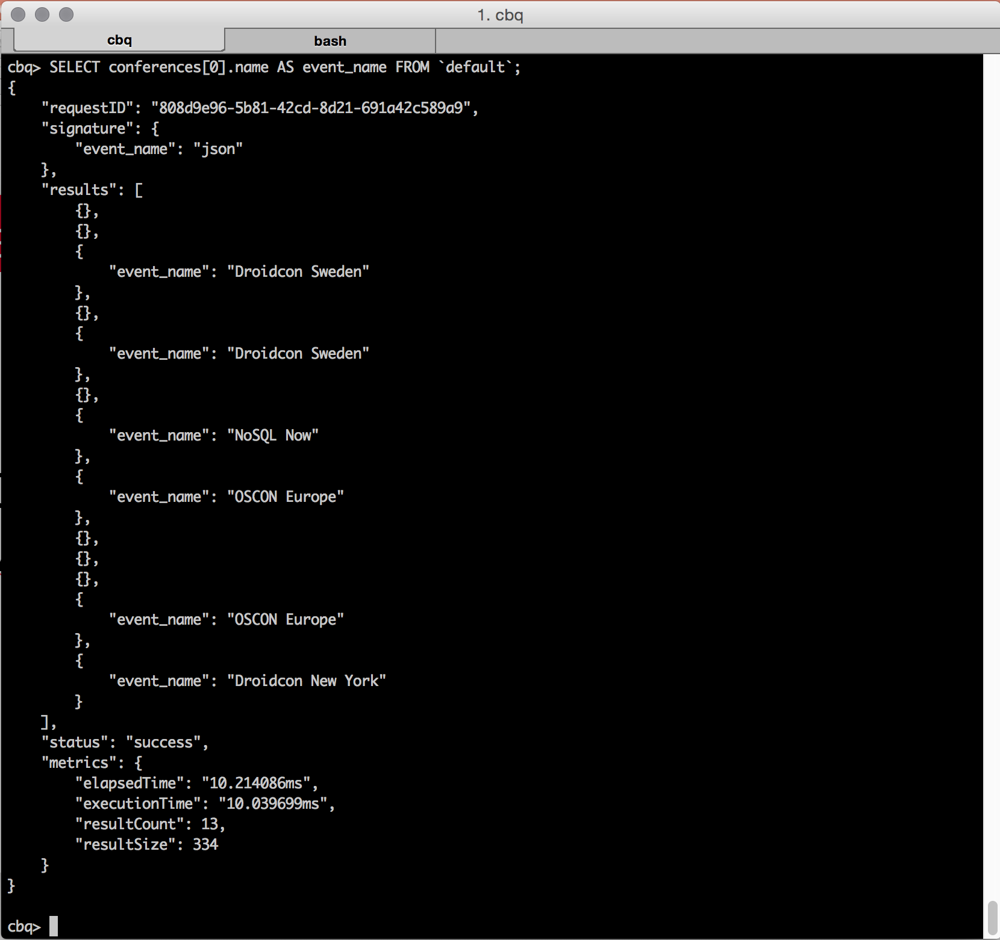 1. cbq
cbq bash
cbq> SELECT conferences[0].name AS event_name FROM `default`;
{
    "requestID": "808d9e96-5b81-42cd-8d21-691a42c589a9",
    "signature": {
        "event_name": "json"
    },
    "results": [
        {},
        {},
        {
            "event_name": "Droidcon Sweden"
        },
        {},
        {
            "event_name": "Droidcon Sweden"
        },
        {},
        {
            "event_name": "NoSQL Now"
        },
        {
            "event_name": "OSCON Europe"
        },
        {},
        {},
        {},
        {
            "event_name": "OSCON Europe"
        },
        {
            "event_name": "Droidcon New York"
        }
    ],
    "status": "success",
    "metrics": {
        "elapsedTime": "10.214086ms",
        "executionTime": "10.039699ms",
        "resultCount": 13,
        "resultSize": 334
    }
}
cbq>